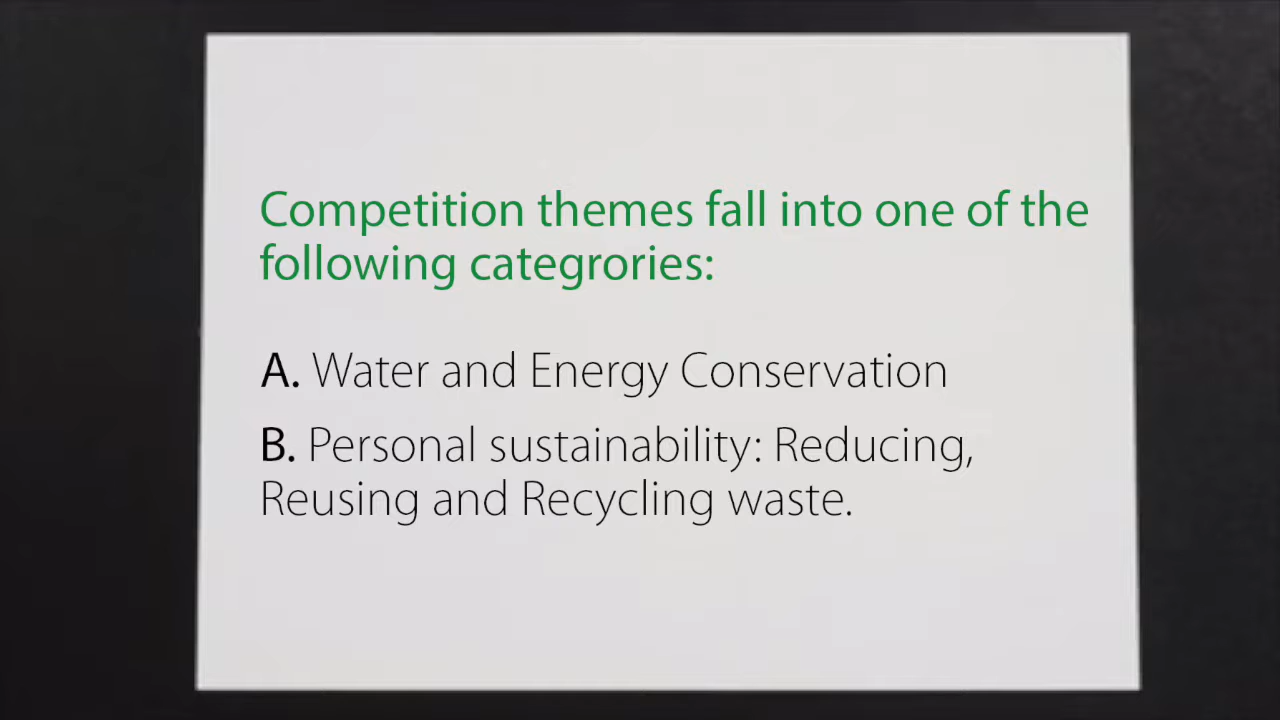 Competition themes fall into one of the
following categrories:
A. Water and Energy Conservation
B. Personal sustainability: Reducing,
Reusing and Recycling waste.